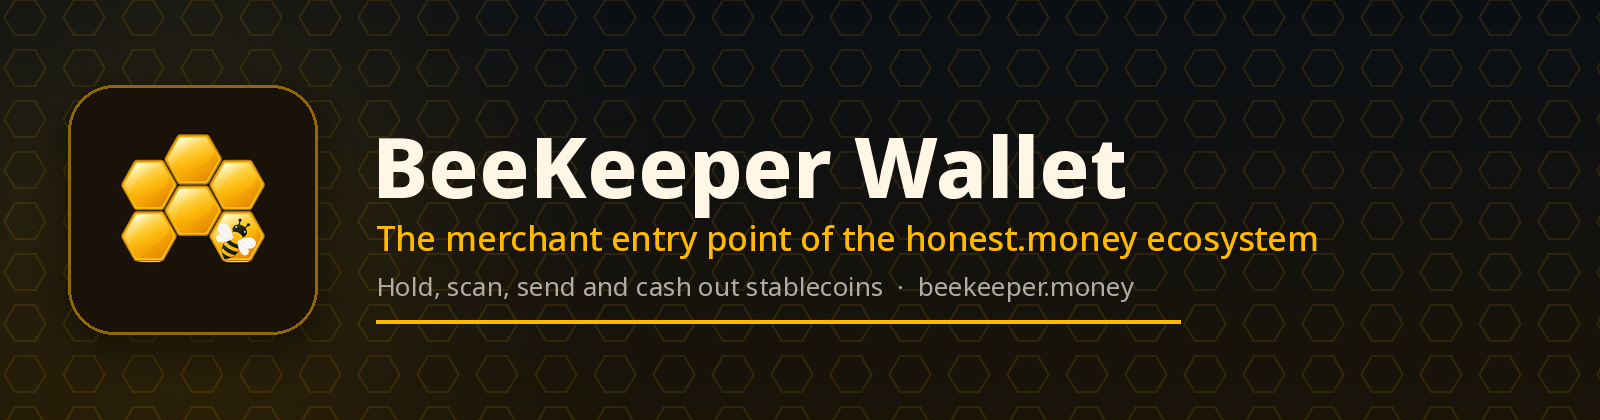 BeeKeeper Wallet
The merchant entry point of the honest.money ecosystem
Hold, scan, send and cash out stablecoins · beekeeper.money